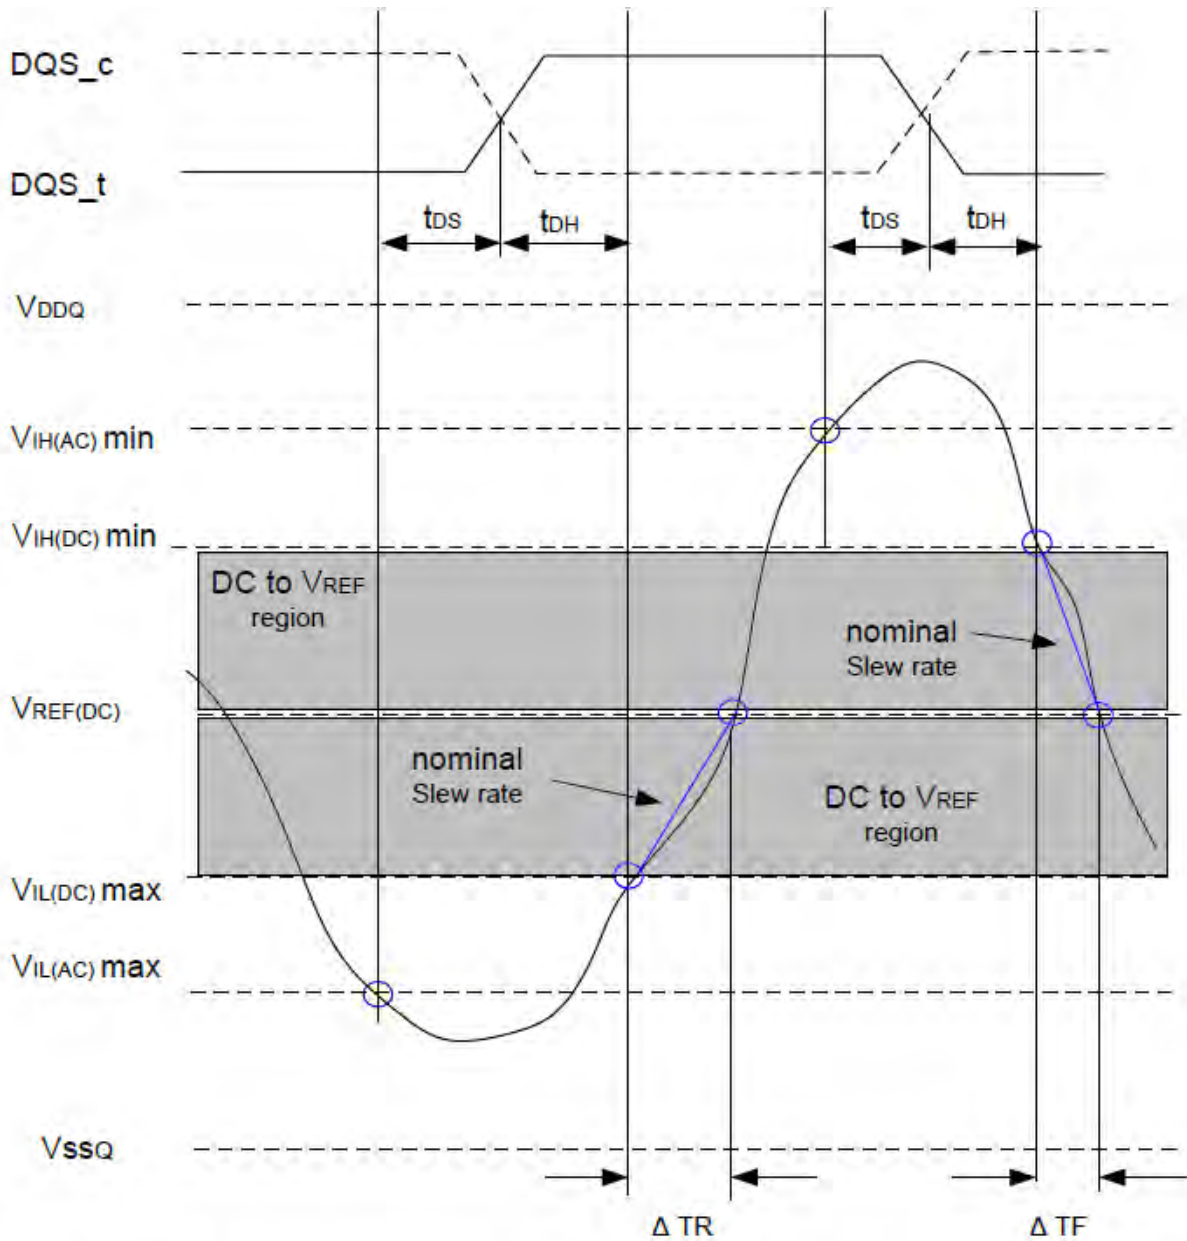 DQS_c
DQS_t
tDS tDH tDS tDH
VDDQ
VIH(AC) min
VIH(DC) min
DC to VREF
region
nominal
Slew rate
VREF(DC)
nominal
Slew rate
DC to VREF
region
VIL(DC) max
VIL(AC) max
VSSQ
Δ TR Δ TF